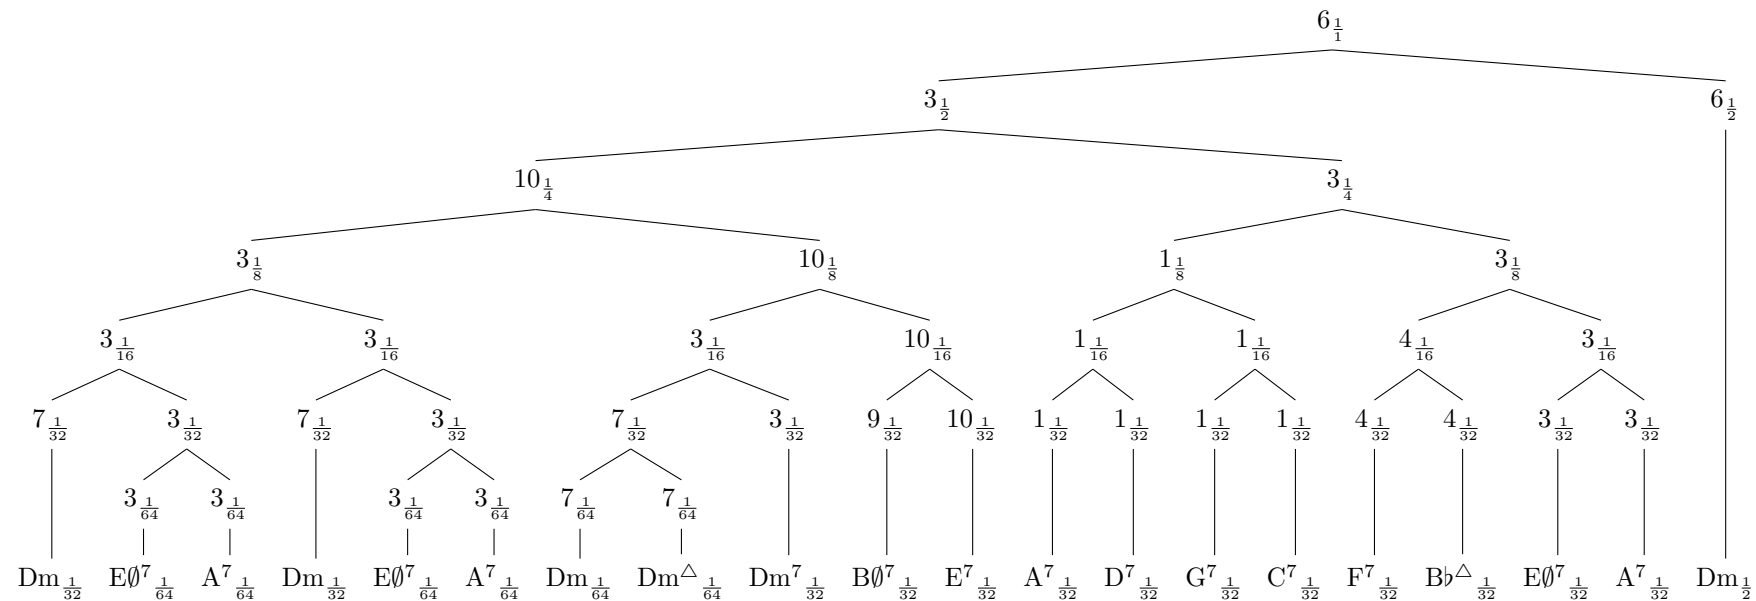 6 1/1
3 1/2 6 1/2
10 1/4 3 1/4
3 1/8 10 1/8 1 1/8 3 1/8
3 1/16 3 1/16 3 1/16 10 1/16 1 1/16 1 1/16 4 1/16 3 1/16
7 1/32 3 1/32 7 1/32 3 1/32 7 1/32 3 1/32 9 1/32 10 1/32 1 1/32 1 1/32 1 1/32 1 1/32 4 1/32 4 1/32 3 1/32 3 1/32
3 1/64 3 1/64 3 1/64 3 1/64 7 1/64 7 1/64
Dm 1/32 E∅⁷ 1/64 A⁷ 1/64 Dm 1/32 E∅⁷ 1/64 A⁷ 1/64 Dm 1/64 Dm△ 1/64 Dm⁷ 1/32 B∅⁷ 1/32 E⁷ 1/32 A⁷ 1/32 D⁷ 1/32 G⁷ 1/32 C⁷ 1/32 F⁷ 1/32 B♭△ 1/32 E∅⁷ 1/32 A⁷ 1/32 Dm 1/2